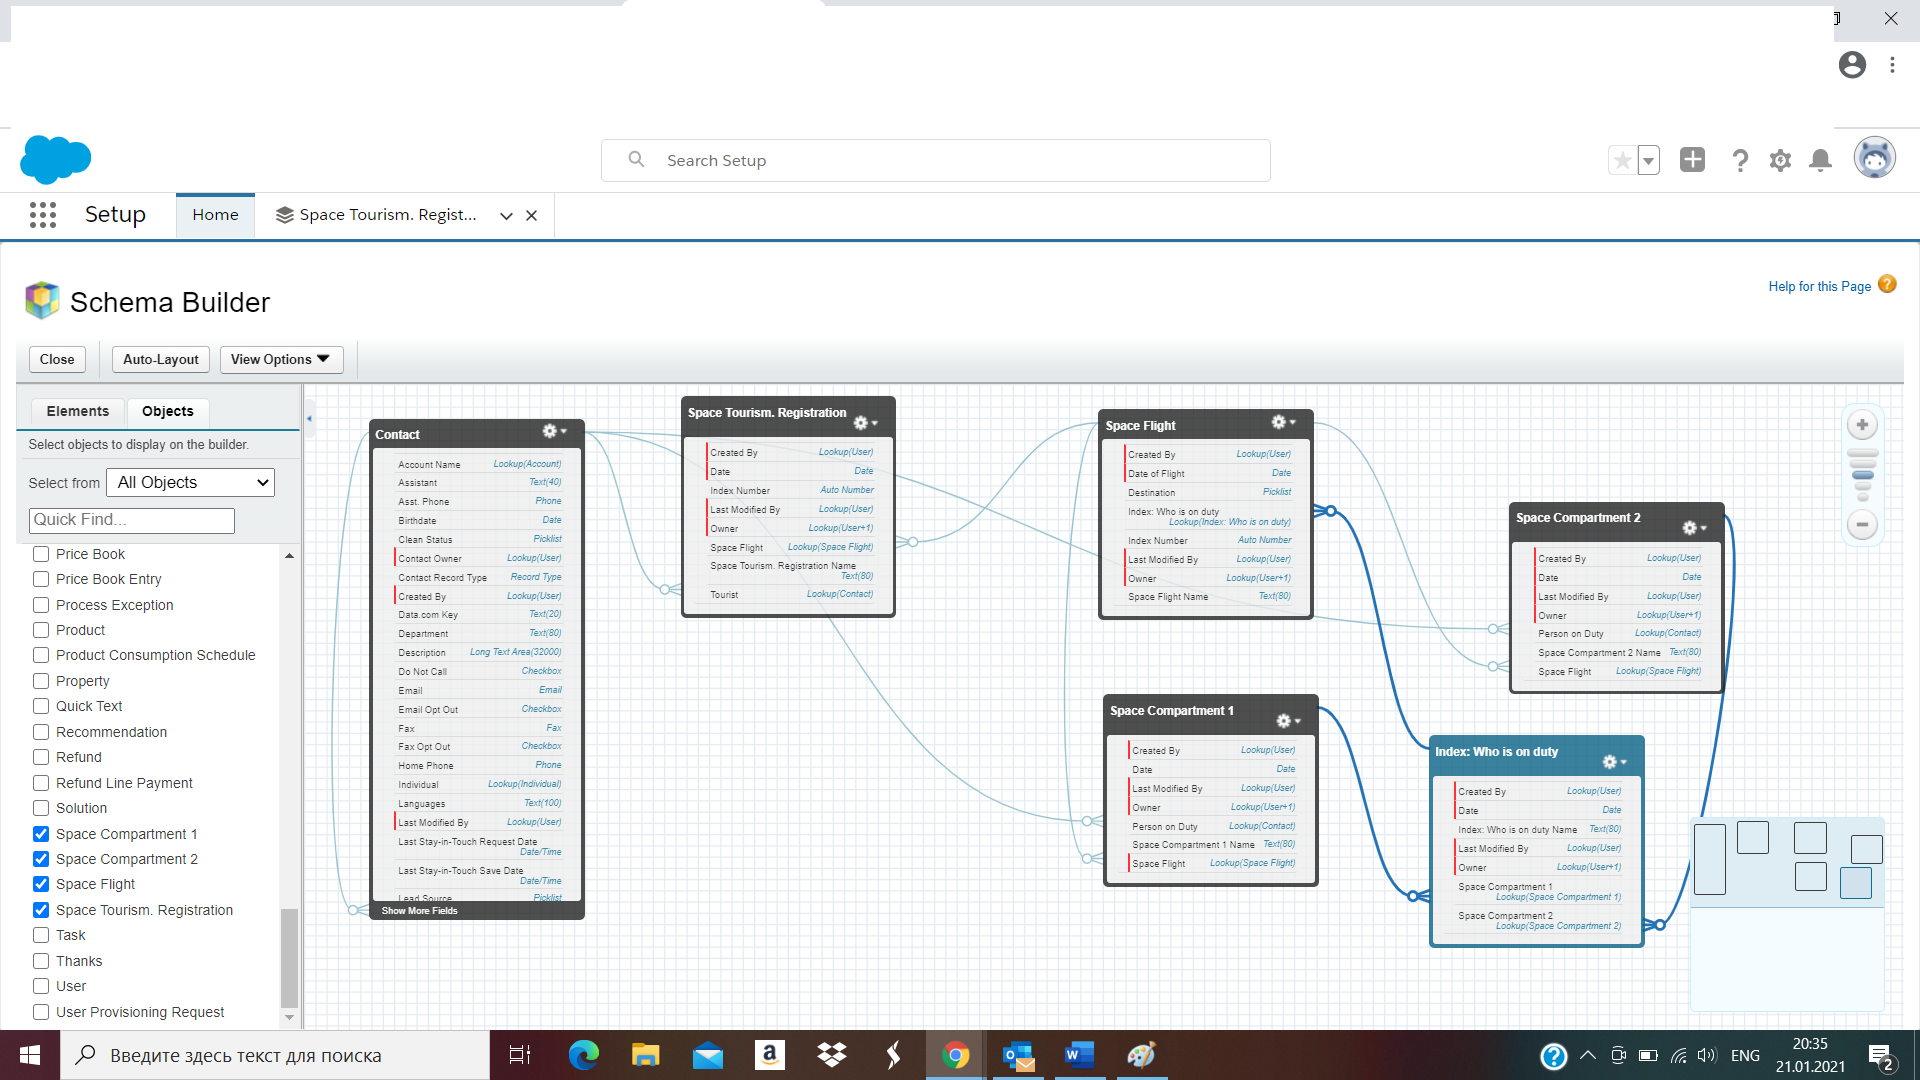 Search Setup
Setup
Home
Space Tourism. Regist...
Schema Builder
Help for this Page
Close
Auto-Layout
View Options
Elements
Objects
Select objects to display on the builder.
Select from
All Objects
Quick Find...
Price Book
Price Book Entry
Process Exception
Product
Product Consumption Schedule
Property
Quick Text
Recommendation
Refund
Refund Line Payment
Solution
Space Compartment 1
Space Compartment 2
Space Flight
Space Tourism. Registration
Task
Thanks
User
User Provisioning Request
Contact
Account Name Lookup(Account)
Assistant Text(40)
Asst. Phone Phone
Birthdate Date
Clean Status Picklist
Contact Owner Lookup(User)
Contact Record Type Record Type
Created By Lookup(User)
Data.com Key Text(20)
Department Text(80)
Description Long Text Area(32000)
Do Not Call Checkbox
Email Email
Email Opt Out Checkbox
Fax Fax
Fax Opt Out Checkbox
Home Phone Phone
Individual Lookup(Individual)
Languages Text(100)
Last Modified By Lookup(User)
Last Stay-in-Touch Request Date
Date/Time
Last Stay-in-Touch Save Date
Date/Time
Lead Source Picklist
Show More Fields
Space Tourism. Registration
Created By Lookup(User)
Date Date
Index Number Auto Number
Last Modified By Lookup(User)
Owner Lookup(User+1)
Space Flight Lookup(Space Flight)
Space Tourism. Registration Name
Text(80)
Tourist Lookup(Contact)
Space Flight
Created By Lookup(User)
Date of Flight Date
Destination Picklist
Index: Who is on duty
Lookup(Index: Who is on duty)
Index Number Auto Number
Last Modified By Lookup(User)
Owner Lookup(User+1)
Space Flight Name Text(80)
Space Compartment 2
Created By Lookup(User)
Date Date
Last Modified By Lookup(User)
Owner Lookup(User+1)
Person on Duty Lookup(Contact)
Space Compartment 2 Name Text(80)
Space Flight Lookup(Space Flight)
Space Compartment 1
Created By Lookup(User)
Date Date
Last Modified By Lookup(User)
Owner Lookup(User+1)
Person on Duty Lookup(Contact)
Space Compartment 1 Name Text(80)
Space Flight Lookup(Space Flight)
Index: Who is on duty
Created By Lookup(User)
Date Date
Index: Who is on duty Name Text(80)
Last Modified By Lookup(User)
Owner Lookup(User+1)
Space Compartment 1
Lookup(Space Compartment 1)
Space Compartment 2
Lookup(Space Compartment 2)
Введите здесь текст для поиска
ENG
20:35
21.01.2021
2